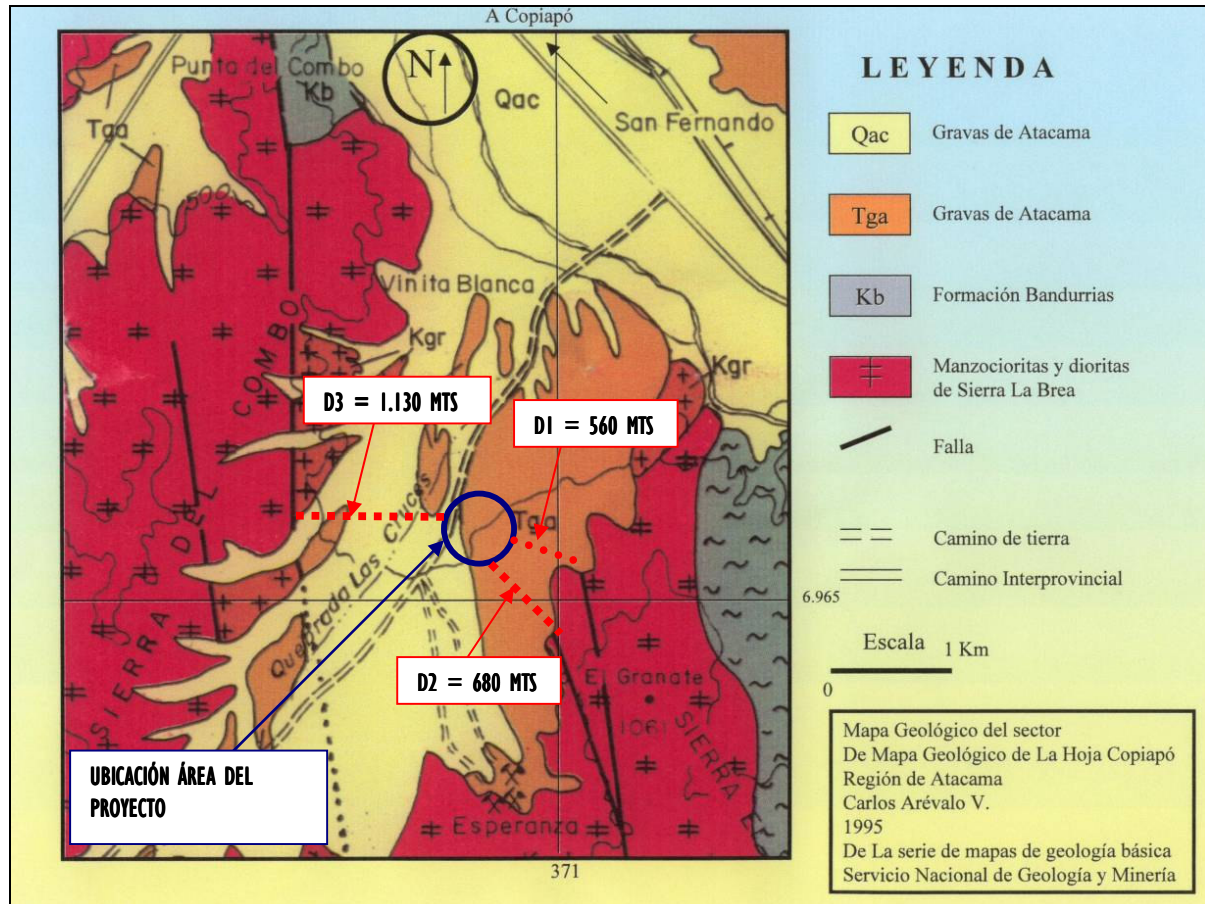 A Copiapó
Punta del Combo
Kb
N
Qac
San Fernando
Tga
500
Vinita Blanca
Kgr
Kgr
SIERRA DEL COMBO
D3 = 1.130 MTS
D1 = 560 MTS
Quebrada Las Cruces
Tga
D2 = 680 MTS
El Granate
1061
SIERRA
UBICACIÓN ÁREA DEL
PROYECTO
Esperanza
371
6.965
LEYENDA
Qac Gravas de Atacama
Tga Gravas de Atacama
Kb Formación Bandurrias
Manzocioritas y dioritas
de Sierra La Brea
Falla
Camino de tierra
Camino Interprovincial
Escala 1 Km
0
Mapa Geológico del sector
De Mapa Geológico de La Hoja Copiapó
Región de Atacama
Carlos Arévalo V.
1995
De La serie de mapas de geología básica
Servicio Nacional de Geología y Minería